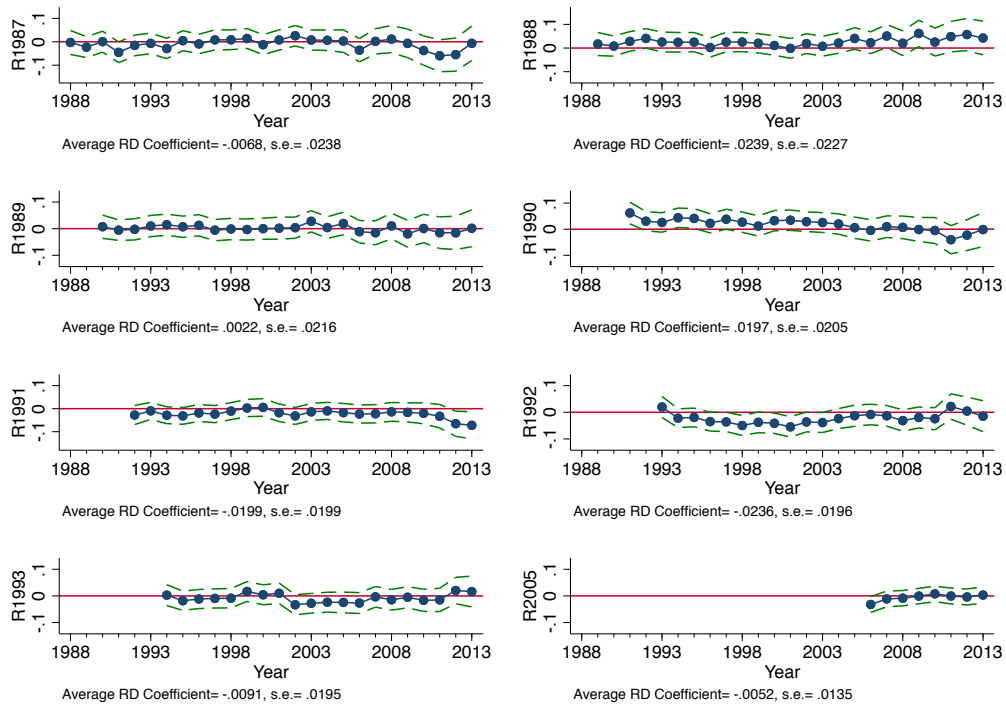 R1987
.1
0
-.1
1988 1993 1998 2003 2008 2013
Year
Average RD Coefficient= -.0068, s.e.= .0238
R1988
.1
0
-.1
1988 1993 1998 2003 2008 2013
Year
Average RD Coefficient= .0239, s.e.= .0227
R1989
.1
0
-.1
1988 1993 1998 2003 2008 2013
Year
Average RD Coefficient= .0022, s.e.= .0216
R1990
.1
0
-.1
1988 1993 1998 2003 2008 2013
Year
Average RD Coefficient= .0197, s.e.= .0205
R1991
.1
0
-.1
1988 1993 1998 2003 2008 2013
Year
Average RD Coefficient= -.0199, s.e.= .0199
R1992
.1
0
-.1
1988 1993 1998 2003 2008 2013
Year
Average RD Coefficient= -.0236, s.e.= .0196
R1993
.1
0
-.1
1988 1993 1998 2003 2008 2013
Year
Average RD Coefficient= -.0091, s.e.= .0195
R2005
.1
0
-.1
1988 1993 1998 2003 2008 2013
Year
Average RD Coefficient= -.0052, s.e.= .0135